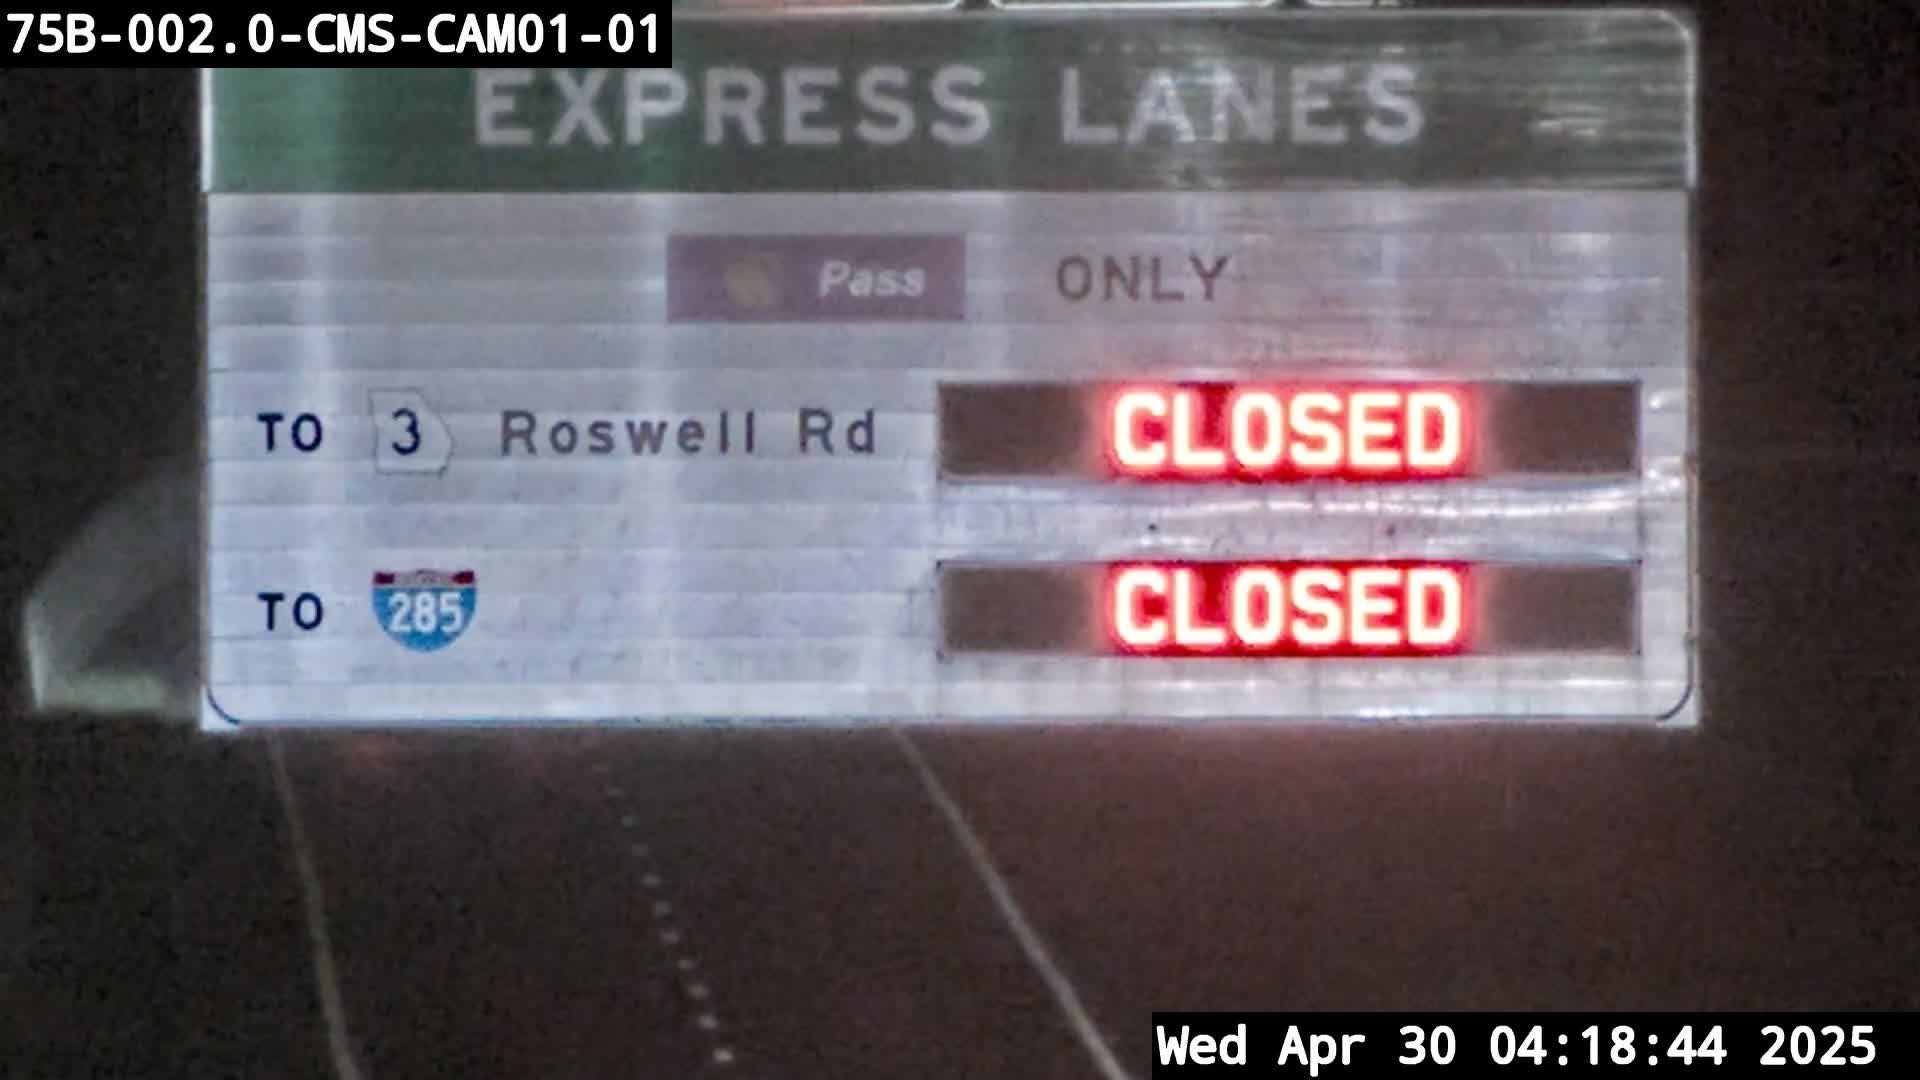 75B-002.0-CMS-CAM01-01
EXPRESS LANES
Pass ONLY
TO 3 Roswell Rd CLOSED
TO 285 CLOSED
Wed Apr 30 04:18:44 2025